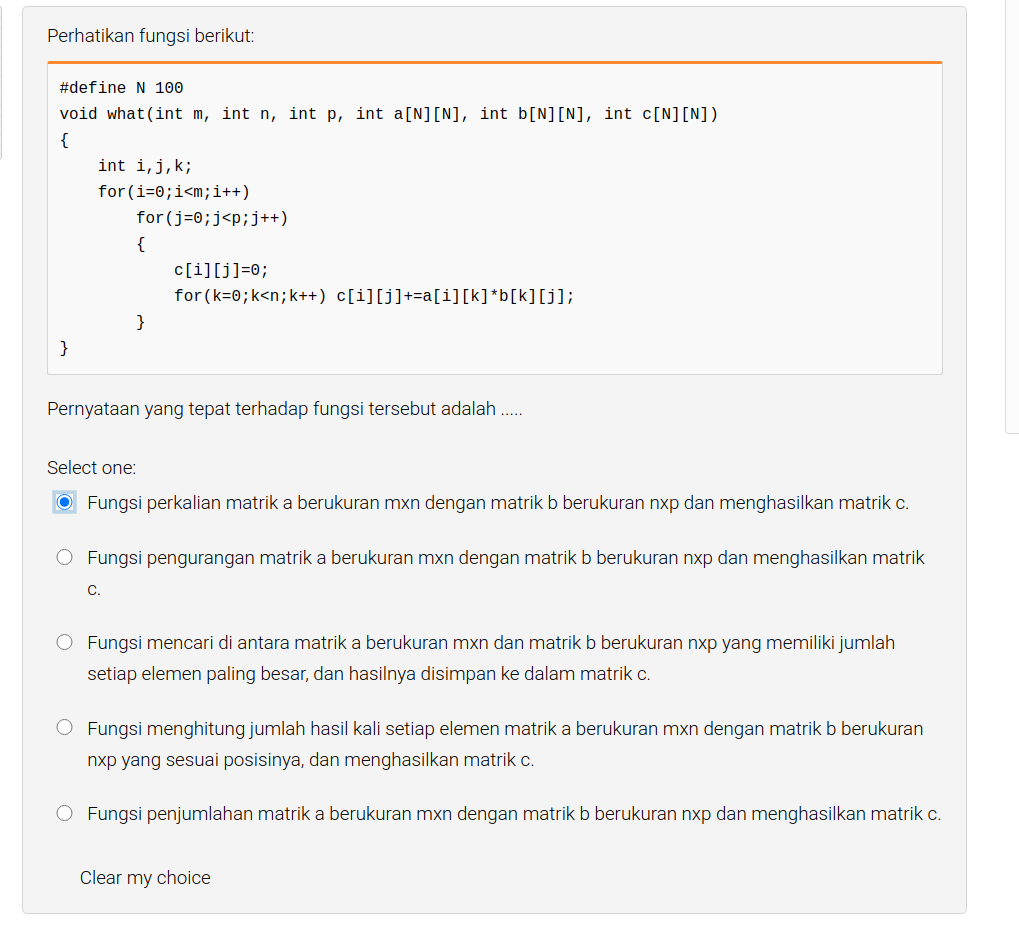 Perhatikan fungsi berikut:
#define N 100
void what(int m, int n, int p, int a[N][N], int b[N][N], int c[N][N])
{
    int i,j,k;
    for(i=0;i<m;i++)
        for(j=0;j<p;j++)
        {
            c[i][j]=0;
            for(k=0;k<n;k++) c[i][j]+=a[i][k]*b[k][j];
        }
}
Pernyataan yang tepat terhadap fungsi tersebut adalah .....
Select one:
Fungsi perkalian matrik a berukuran mxn dengan matrik b berukuran nxp dan menghasilkan matrik c.
Fungsi pengurangan matrik a berukuran mxn dengan matrik b berukuran nxp dan menghasilkan matrik
c.
Fungsi mencari di antara matrik a berukuran mxn dan matrik b berukuran nxp yang memiliki jumlah
setiap elemen paling besar, dan hasilnya disimpan ke dalam matrik c.
Fungsi menghitung jumlah hasil kali setiap elemen matrik a berukuran mxn dengan matrik b berukuran
nxp yang sesuai posisinya, dan menghasilkan matrik c.
Fungsi penjumlahan matrik a berukuran mxn dengan matrik b berukuran nxp dan menghasilkan matrik c.
Clear my choice